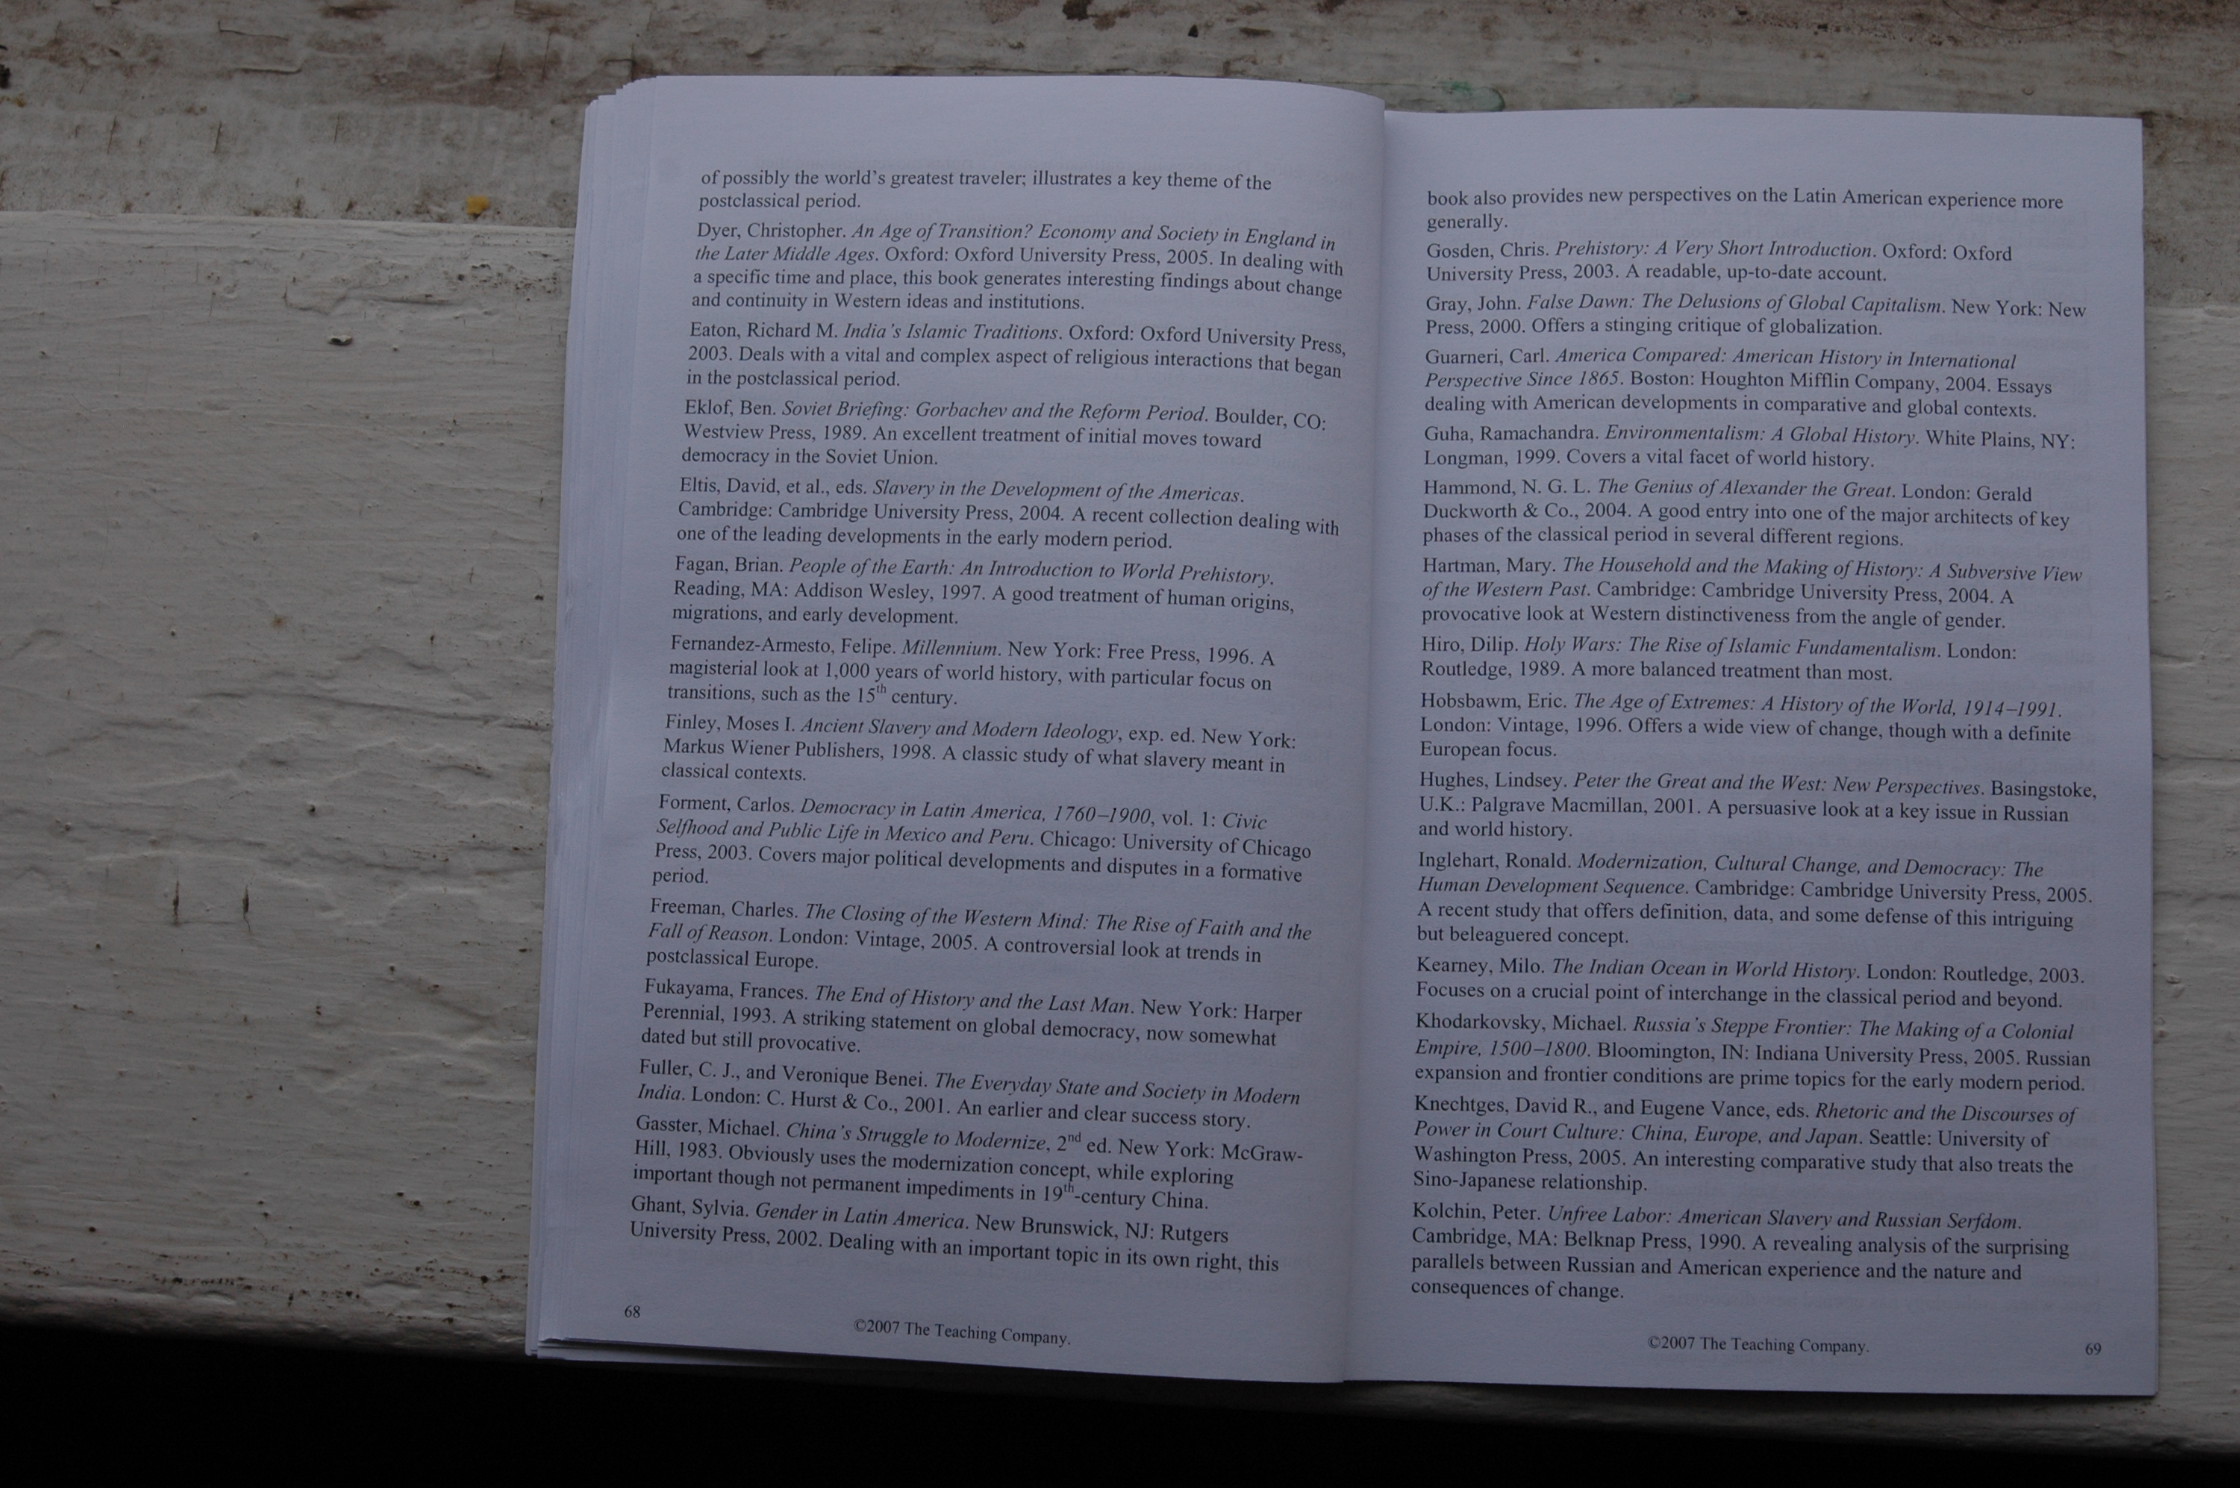 of possibly the world's greatest traveler; illustrates a key theme of the
postclassical period.
Dyer, Christopher. An Age of Transition? Economy and Society in England in
the Later Middle Ages. Oxford: Oxford University Press, 2005. In dealing with
a specific time and place, this book generates interesting findings about change
and continuity in Western ideas and institutions.
Eaton, Richard M. India's Islamic Traditions. Oxford: Oxford University Press,
2003. Deals with a vital and complex aspect of religious interactions that began
in the postclassical period.
Eklof, Ben. Soviet Briefing: Gorbachev and the Reform Period. Boulder, CO:
Westview Press, 1989. An excellent treatment of initial moves toward
democracy in the Soviet Union.
Eltis, David, et al., eds. Slavery in the Development of the Americas.
Cambridge: Cambridge University Press, 2004. A recent collection dealing with
one of the leading developments in the early modern period.
Fagan, Brian. People of the Earth: An Introduction to World Prehistory.
Reading, MA: Addison Wesley, 1997. A good treatment of human origins,
migrations, and early development.
Fernandez-Armesto, Felipe. Millennium. New York: Free Press, 1996. A
magisterial look at 1,000 years of world history, with particular focus on
transitions, such as the 15th century.
Finley, Moses I. Ancient Slavery and Modern Ideology, exp. ed. New York:
Markus Wiener Publishers, 1998. A classic study of what slavery meant in
classical contexts.
Forment, Carlos. Democracy in Latin America, 1760–1900, vol. 1: Civic
Selfhood and Public Life in Mexico and Peru. Chicago: University of Chicago
Press, 2003. Covers major political developments and disputes in a formative
period.
Freeman, Charles. The Closing of the Western Mind: The Rise of Faith and the
Fall of Reason. London: Vintage, 2005. A controversial look at trends in
postclassical Europe.
Fukayama, Frances. The End of History and the Last Man. New York: Harper
Perennial, 1993. A striking statement on global democracy, now somewhat
dated but still provocative.
Fuller, C. J., and Veronique Benei. The Everyday State and Society in Modern
India. London: C. Hurst & Co., 2001. An earlier and clear success story.
Gasster, Michael. China's Struggle to Modernize, 2nd ed. New York: McGraw-
Hill, 1983. Obviously uses the modernization concept, while exploring
important though not permanent impediments in 19th-century China.
Ghant, Sylvia. Gender in Latin America. New Brunswick, NJ: Rutgers
University Press, 2002. Dealing with an important topic in its own right, this
68
©2007 The Teaching Company.
book also provides new perspectives on the Latin American experience more
generally.
Gosden, Chris. Prehistory: A Very Short Introduction. Oxford: Oxford
University Press, 2003. A readable, up-to-date account.
Gray, John. False Dawn: The Delusions of Global Capitalism. New York: New
Press, 2000. Offers a stinging critique of globalization.
Guarneri, Carl. America Compared: American History in International
Perspective Since 1865. Boston: Houghton Mifflin Company, 2004. Essays
dealing with American developments in comparative and global contexts.
Guha, Ramachandra. Environmentalism: A Global History. White Plains, NY:
Longman, 1999. Covers a vital facet of world history.
Hammond, N. G. L. The Genius of Alexander the Great. London: Gerald
Duckworth & Co., 2004. A good entry into one of the major architects of key
phases of the classical period in several different regions.
Hartman, Mary. The Household and the Making of History: A Subversive View
of the Western Past. Cambridge: Cambridge University Press, 2004. A
provocative look at Western distinctiveness from the angle of gender.
Hiro, Dilip. Holy Wars: The Rise of Islamic Fundamentalism. London:
Routledge, 1989. A more balanced treatment than most.
Hobsbawm, Eric. The Age of Extremes: A History of the World, 1914–1991.
London: Vintage, 1996. Offers a wide view of change, though with a definite
European focus.
Hughes, Lindsey. Peter the Great and the West: New Perspectives. Basingstoke,
U.K.: Palgrave Macmillan, 2001. A persuasive look at a key issue in Russian
and world history.
Inglehart, Ronald. Modernization, Cultural Change, and Democracy: The
Human Development Sequence. Cambridge: Cambridge University Press, 2005.
A recent study that offers definition, data, and some defense of this intriguing
but beleaguered concept.
Kearney, Milo. The Indian Ocean in World History. London: Routledge, 2003.
Focuses on a crucial point of interchange in the classical period and beyond.
Khodarkovsky, Michael. Russia's Steppe Frontier: The Making of a Colonial
Empire, 1500–1800. Bloomington, IN: Indiana University Press, 2005. Russian
expansion and frontier conditions are prime topics for the early modern period.
Knechtges, David R., and Eugene Vance, eds. Rhetoric and the Discourses of
Power in Court Culture: China, Europe, and Japan. Seattle: University of
Washington Press, 2005. An interesting comparative study that also treats the
Sino-Japanese relationship.
Kolchin, Peter. Unfree Labor: American Slavery and Russian Serfdom.
Cambridge, MA: Belknap Press, 1990. A revealing analysis of the surprising
parallels between Russian and American experience and the nature and
consequences of change.
©2007 The Teaching Company.
69